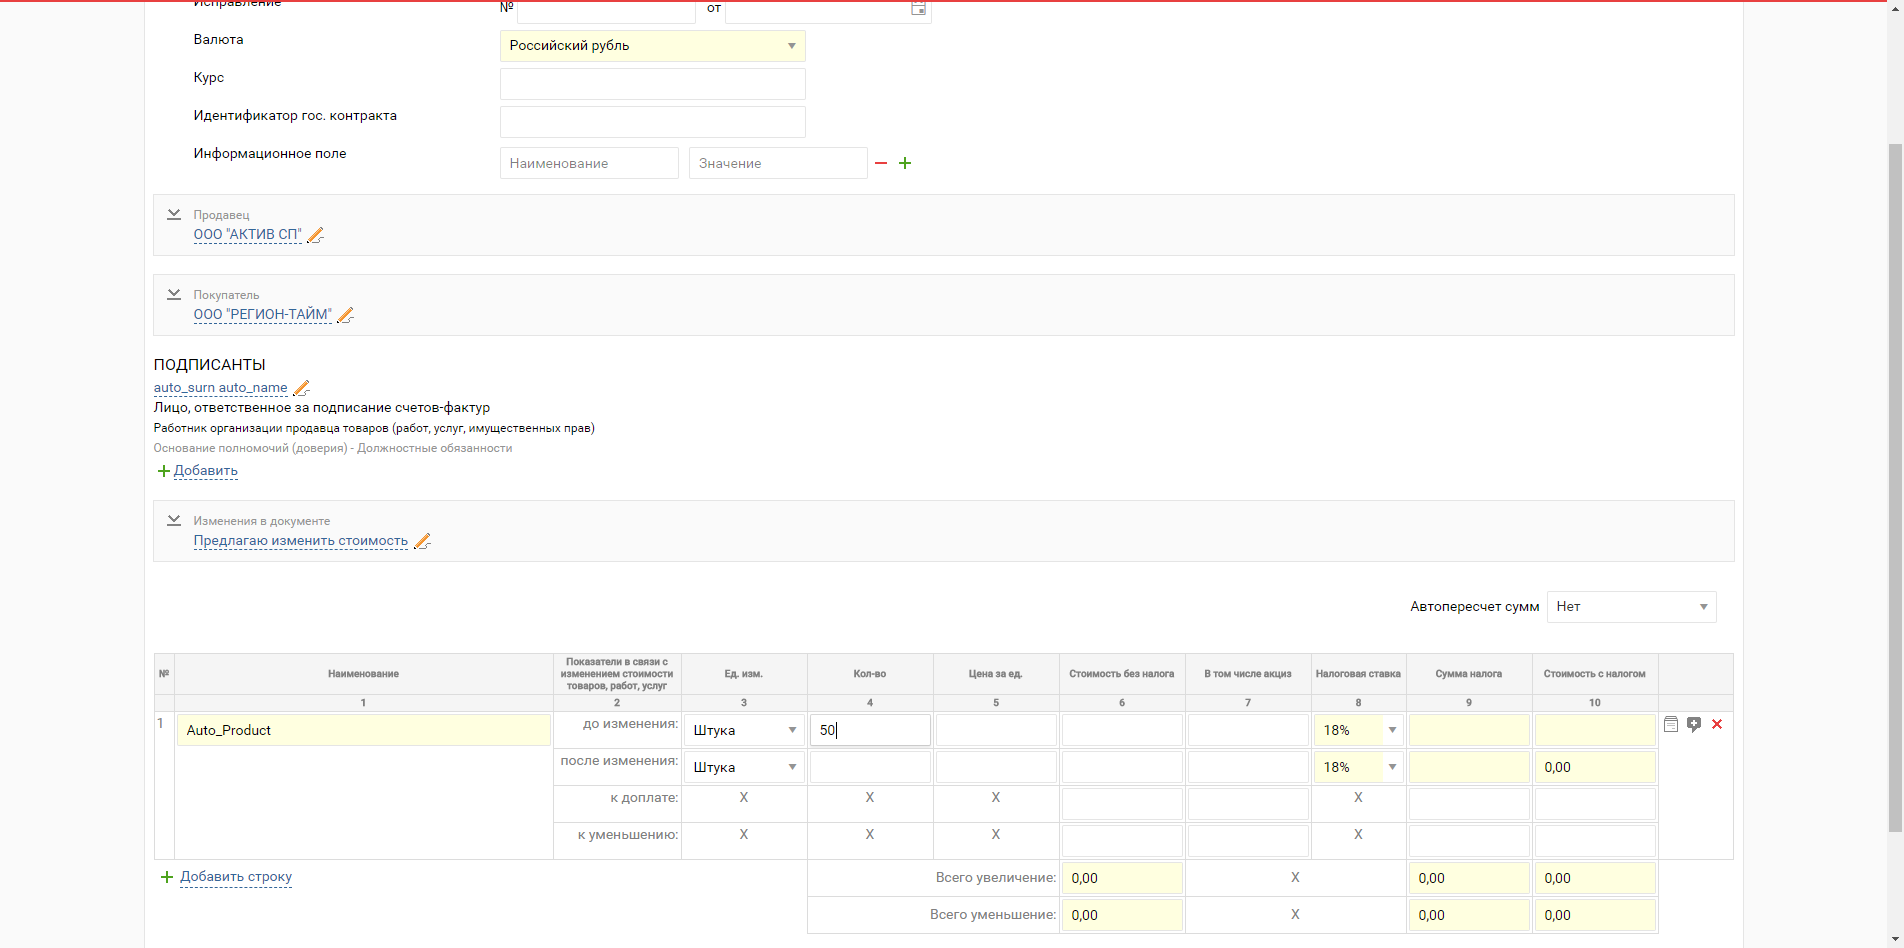 Исправление № от
Валюта Российский рубль
Курс
Идентификатор гос. контракта
Информационное поле Наименование Значение
Продавец
ООО "АКТИВ СП"
Покупатель
ООО "РЕГИОН-ТАЙМ"
ПОДПИСАНТЫ
auto_surn auto_name
Лицо, ответственное за подписание счетов-фактур
Работник организации продавца товаров (работ, услуг, имущественных прав)
Основание полномочий (доверия) - Должностные обязанности
Добавить
Изменения в документе
Предлагаю изменить стоимость
Автопересчет сумм Нет
№ Наименование Показатели в связи с изменением стоимости товаров, работ, услуг Ед. изм. Кол-во Цена за ед. Стоимость без налога В том числе акциз Налоговая ставка Сумма налога Стоимость с налогом
1 2 3 4 5 6 7 8 9 10
1 Auto_Product до изменения: Штука 50 18%
после изменения: Штука 18% 0,00
к доплате: X X X X
к уменьшению: X X X X
Добавить строку Всего увеличение: 0,00 X 0,00 0,00
Всего уменьшение: 0,00 X 0,00 0,00